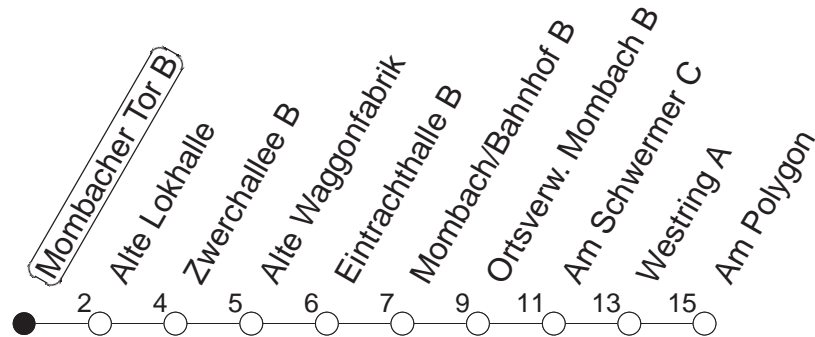 Mombacher Tor B
Alte Lokhalle
Zwerchallee B
Alte Waggonfabrik
Eintrachthalle B
Mombach/Bahnhof B
Ortsverw. Mombach B
Am Schwermer C
Westring A
Am Polygon
2 4 5 6 7 9 11 13 15